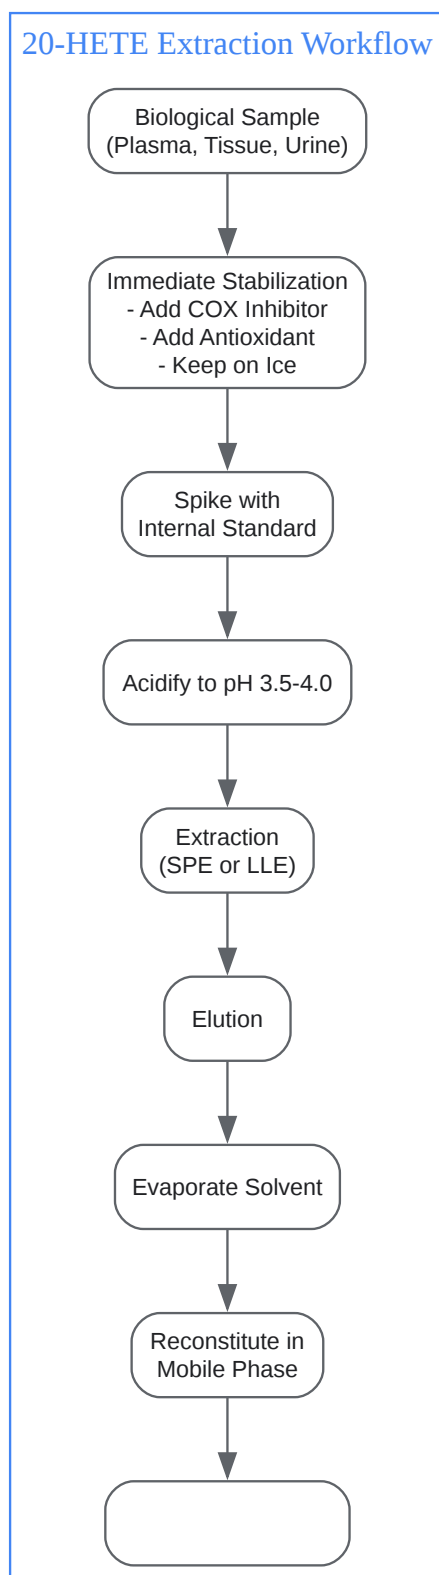 20-HETE Extraction Workflow
Biological Sample
(Plasma, Tissue, Urine)
Immediate Stabilization
- Add COX Inhibitor
- Add Antioxidant
- Keep on Ice
Spike with
Internal Standard
Acidify to pH 3.5-4.0
Extraction
(SPE or LLE)
Elution
Evaporate Solvent
Reconstitute in
Mobile Phase